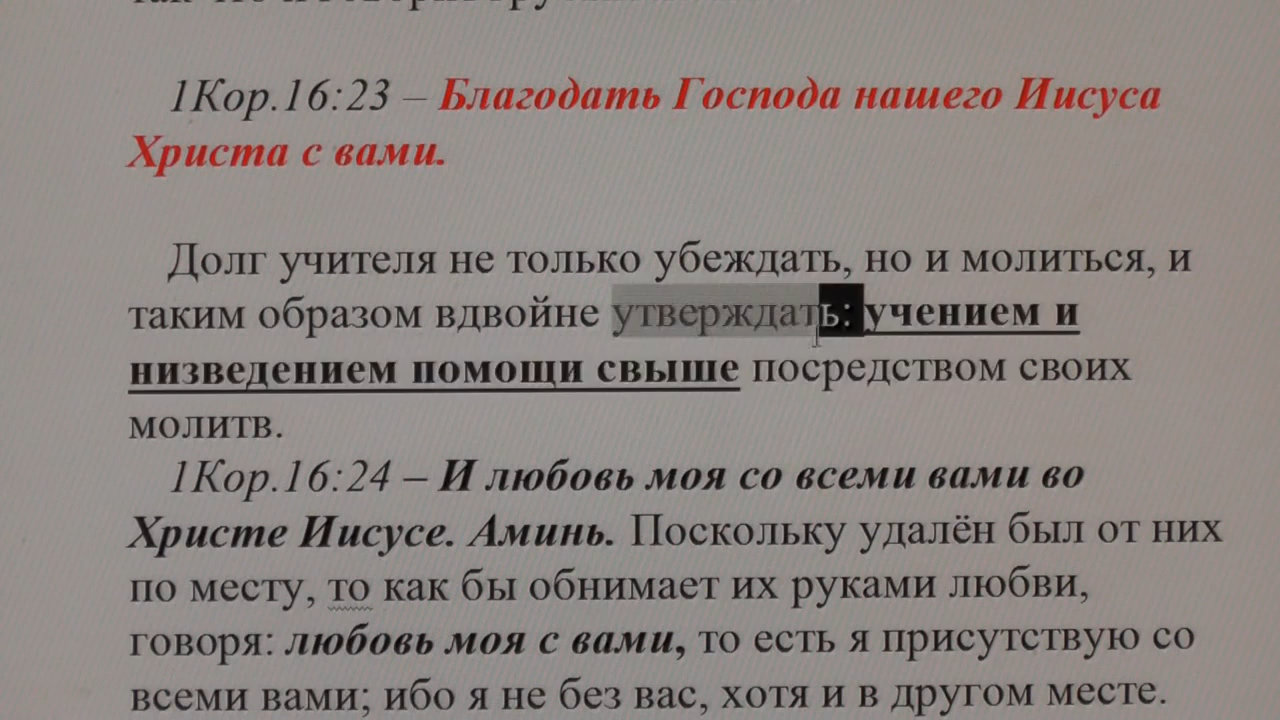 1Кор.16:23 – Благодать Господа нашего Иисуса
Христа с вами.
Долг учителя не только убеждать, но и молиться, и
таким образом вдвойне утверждать: учением и
низведением помощи свыше посредством своих
молитв.
1Кор.16:24 – И любовь моя со всеми вами во
Христе Иисусе. Аминь. Поскольку удалён был от них
по месту, то как бы обнимает их руками любви,
говоря: любовь моя с вами, то есть я присутствую со
всеми вами; ибо я не без вас, хотя и в другом месте.